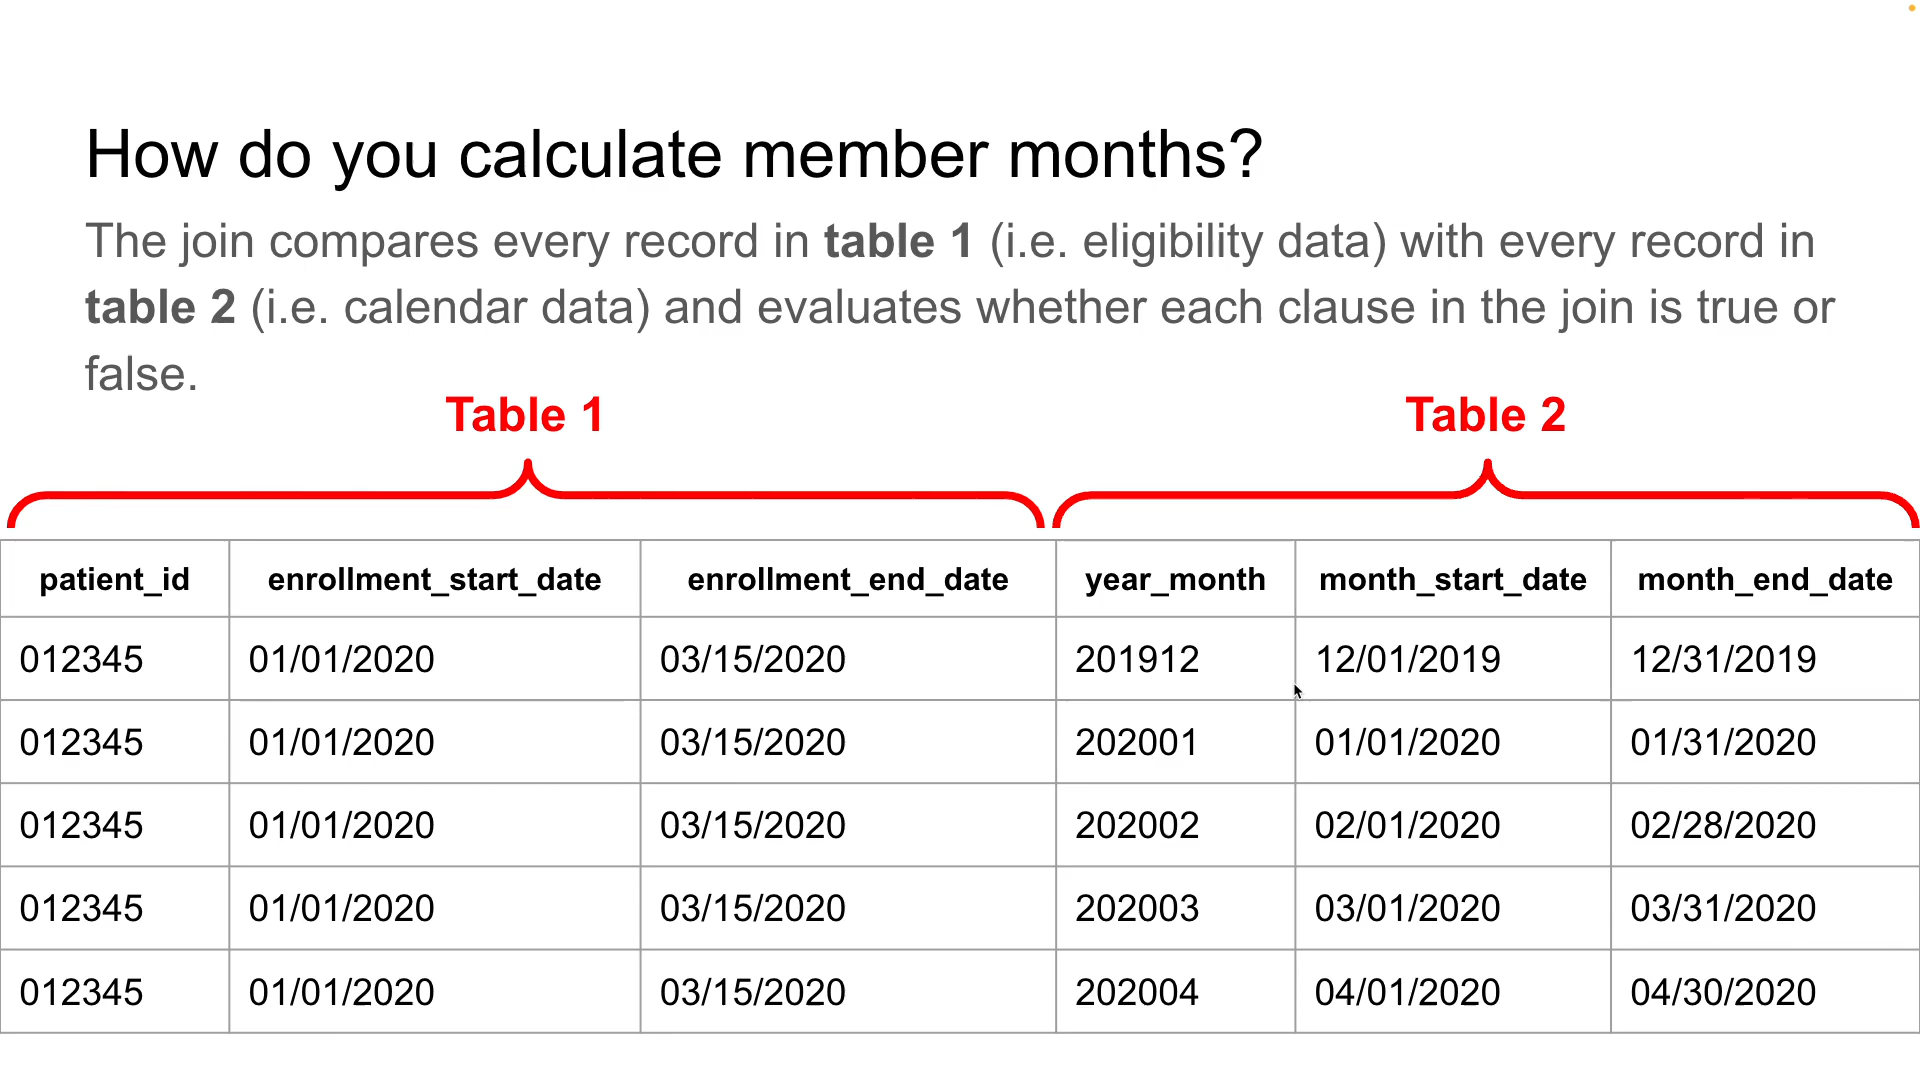 How do you calculate member months?
The join compares every record in table 1 (i.e. eligibility data) with every record in
table 2 (i.e. calendar data) and evaluates whether each clause in the join is true or
false.
Table 1 Table 2
patient_id enrollment_start_date enrollment_end_date year_month month_start_date month_end_date
012345 01/01/2020 03/15/2020 201912 12/01/2019 12/31/2019
012345 01/01/2020 03/15/2020 202001 01/01/2020 01/31/2020
012345 01/01/2020 03/15/2020 202002 02/01/2020 02/28/2020
012345 01/01/2020 03/15/2020 202003 03/01/2020 03/31/2020
012345 01/01/2020 03/15/2020 202004 04/01/2020 04/30/2020